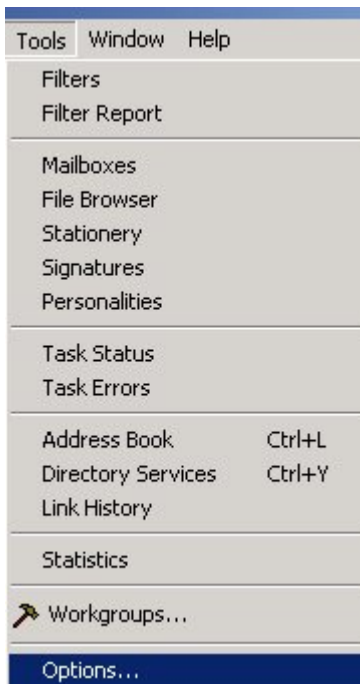 Tools Window Help
Filters
Filter Report
Mailboxes
File Browser
Stationery
Signatures
Personalities
Task Status
Task Errors
Address Book Ctrl+L
Directory Services Ctrl+Y
Link History
Statistics
Workgroups...
Options...